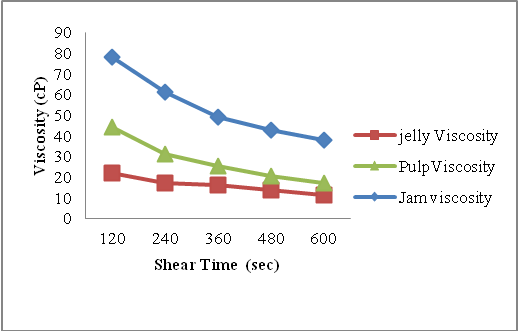 90
80
70
60
50
40
30
20
10
0
Viscosity (cP)
120 240 360 480 600
Shear Time (sec)
jelly Viscosity
Pulp Viscosity
Jam viscosity